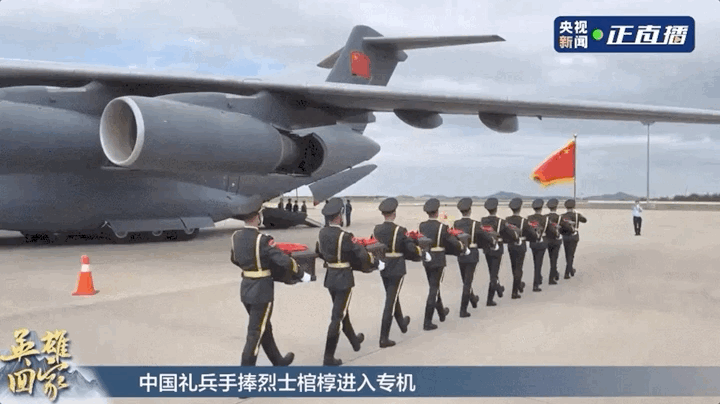 央视
新闻
正直播
英雄
回家
中国礼兵手捧烈士棺椁进入专机